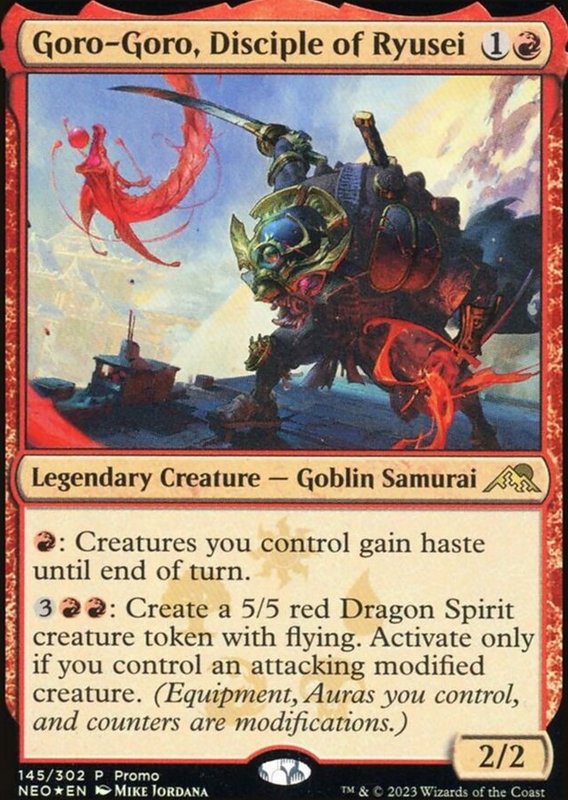 Goro-Goro, Disciple of Ryusei 1
Legendary Creature — Goblin Samurai
: Creatures you control gain haste
until end of turn.
3: Create a 5/5 red Dragon Spirit
creature token with flying. Activate only
if you control an attacking modified
creature. (Equipment, Auras you control,
and counters are modifications.)
2/2
145/302 P Promo
NEO★EN Mike Jordana
™ & © 2023 Wizards of the Coast